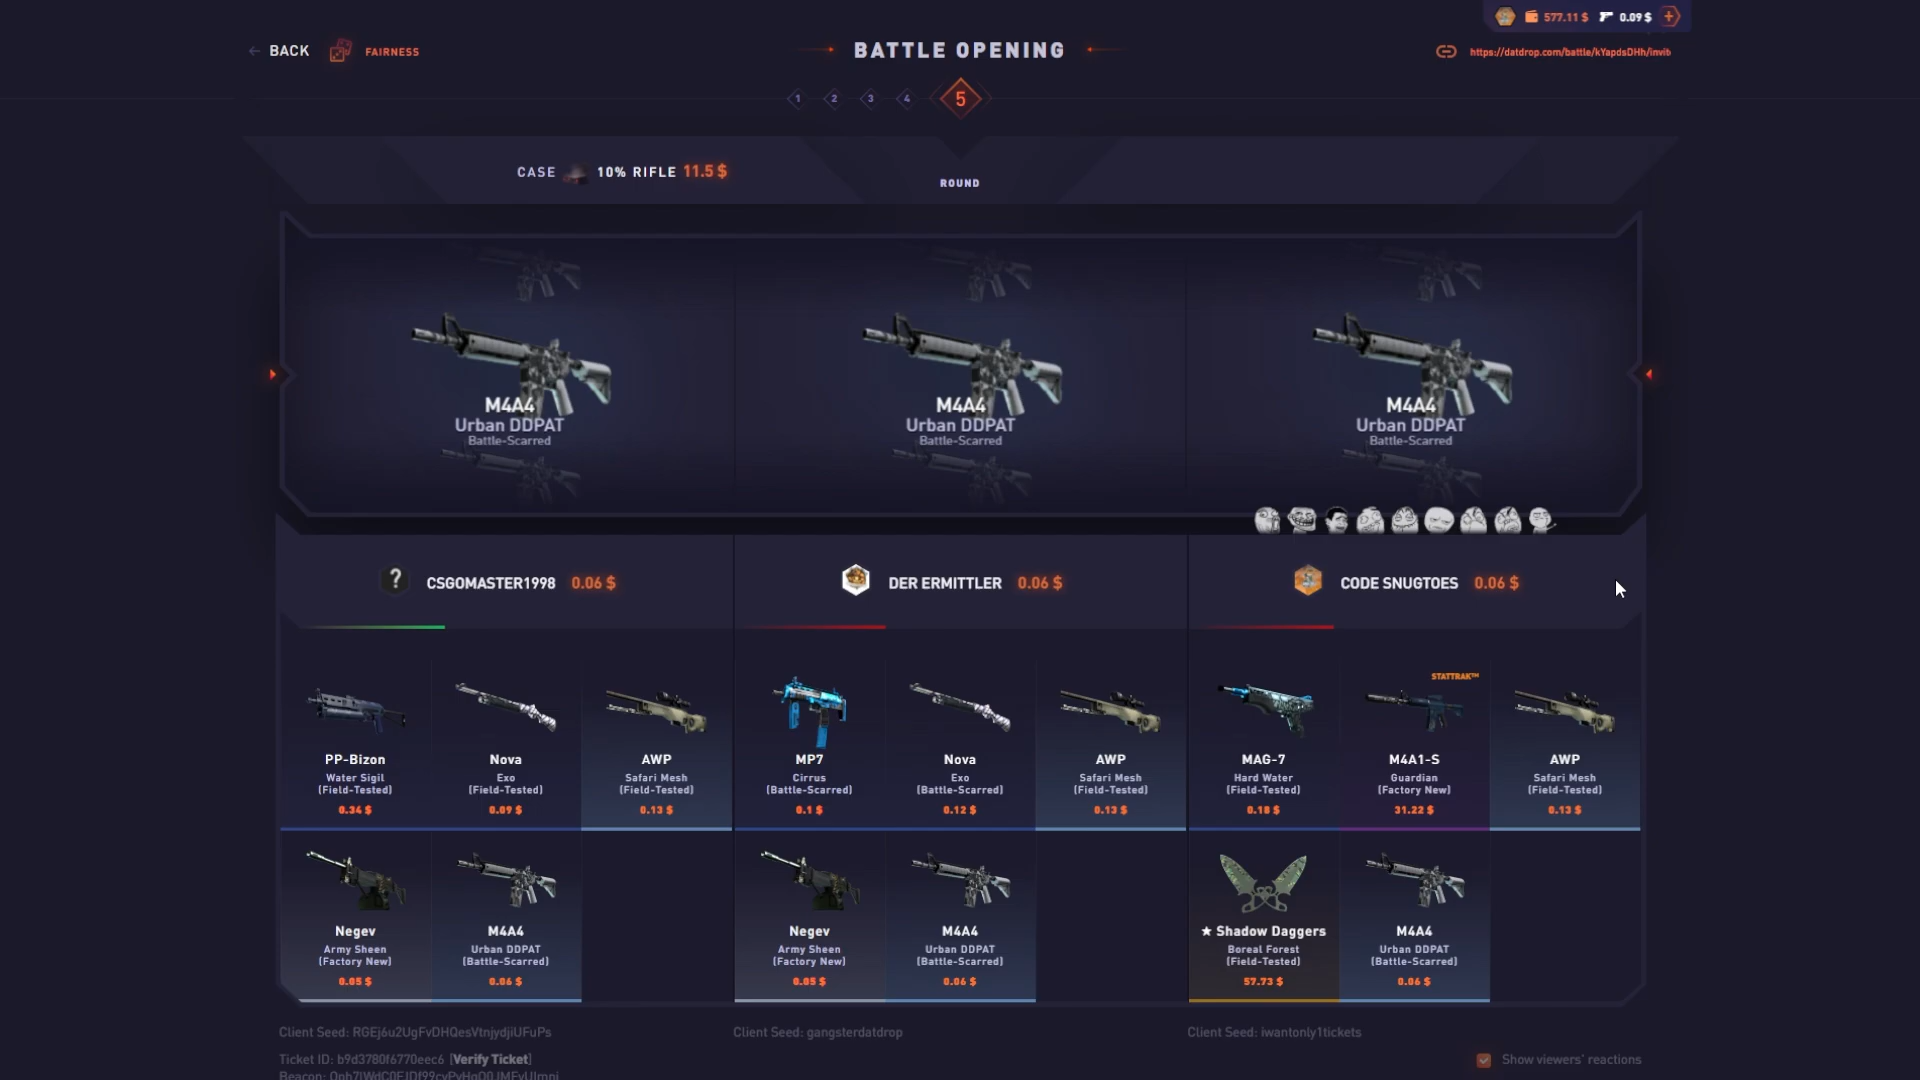 577.11 $ 0.09 $
← BACK FAIRNESS
BATTLE OPENING
https://datdrop.com/battle/kYapdsDHh/invib
1 2 3 4 5
CASE 10% RIFLE 11.5 $
ROUND
M4A4
Urban DDPAT
Battle-Scarred
M4A4
Urban DDPAT
Battle-Scarred
M4A4
Urban DDPAT
Battle-Scarred
CSGOMASTER1998 0.06 $
DER ERMITTLER 0.06 $
CODE SNUGTOES 0.06 $
PP-Bizon
Water Sigil
(Field-Tested)
0.34 $
Nova
Exo
(Field-Tested)
0.09 $
AWP
Safari Mesh
(Field-Tested)
0.13 $
MP7
Cirrus
(Battle-Scarred)
0.1 $
Nova
Exo
(Battle-Scarred)
0.12 $
AWP
Safari Mesh
(Field-Tested)
0.13 $
MAG-7
Hard Water
(Field-Tested)
0.18 $
STATTRAK™
M4A1-S
Guardian
(Factory New)
31.22 $
AWP
Safari Mesh
(Field-Tested)
0.13 $
Negev
Army Sheen
(Factory New)
0.05 $
M4A4
Urban DDPAT
(Battle-Scarred)
0.06 $
Negev
Army Sheen
(Factory New)
0.05 $
M4A4
Urban DDPAT
(Battle-Scarred)
0.06 $
★ Shadow Daggers
Boreal Forest
(Field-Tested)
57.73 $
M4A4
Urban DDPAT
(Battle-Scarred)
0.06 $
Client Seed: RGEj6u2UgFvDHQesVtnjydjiUFuPs
Client Seed: gangsterdatdrop
Client Seed: iwantonly1tickets
Ticket ID: b9d3780f6770eec6 [Verify Ticket]
Show viewers' reactions
Beacon: